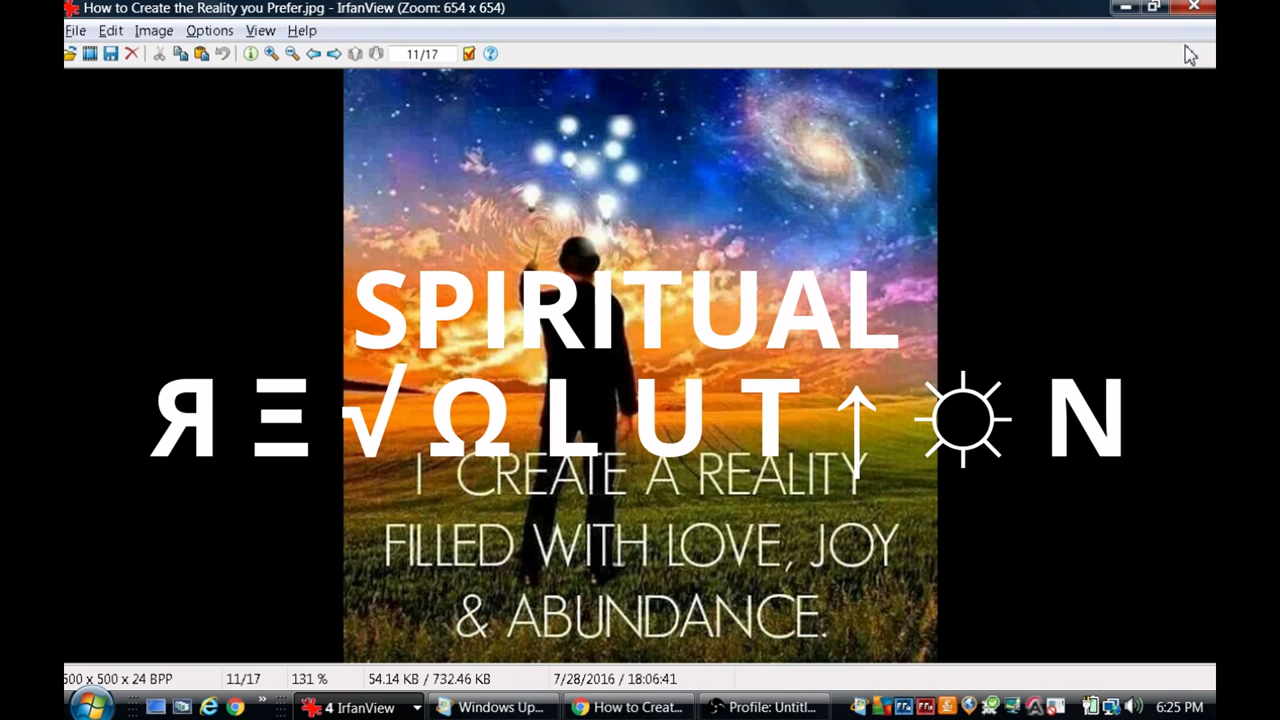 How to Create the Reality you Prefer.jpg - IrfanView (Zoom: 654 x 654)
File Edit Image Options View Help
11/17
SPIRITUAL
Я Ξ √ Ω L U T ↑ ☼ N
I CREATE A REALITY
FILLED WITH LOVE, JOY
& ABUNDANCE.
500 x 500 x 24 BPP 11/17 131 % 54.14 KB / 732.46 KB 7/28/2016 / 18:06:41
4 IrfanView Windows Up... How to Creat... Profile: Untitl... 6:25 PM